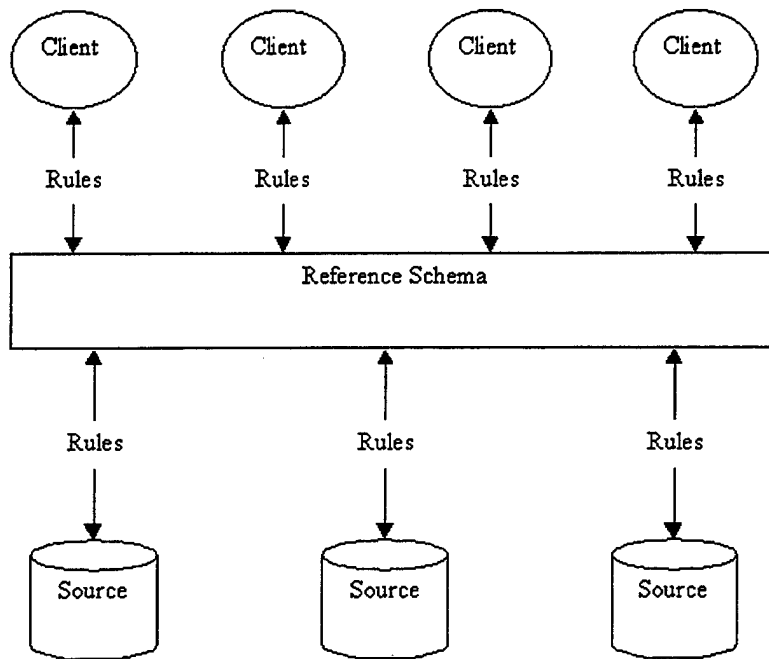 Client Client Client Client
Rules Rules Rules Rules
Reference Schema
Rules Rules Rules
Source Source Source